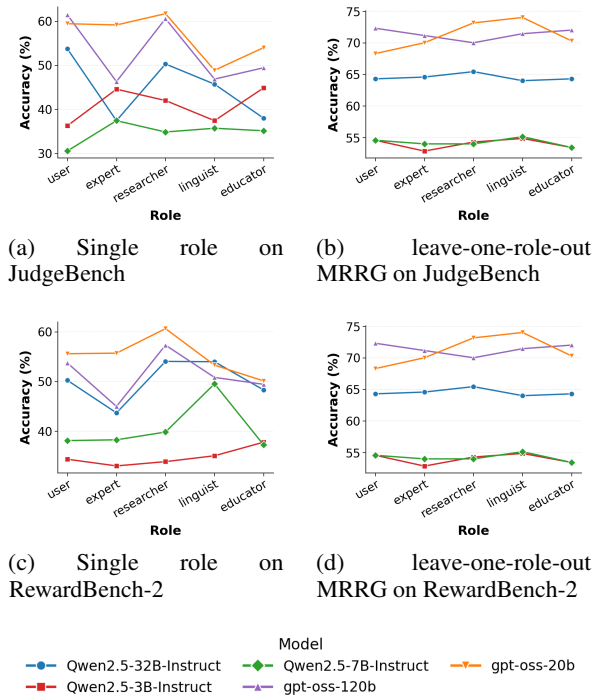 60
50
40
30
Accuracy (%)
user
expert
researcher
linguist
educator
Role
75
70
65
60
55
Accuracy (%)
user
expert
researcher
linguist
educator
Role
(a) Single role on
JudgeBench
(b) leave-one-role-out
MRRG on JudgeBench
60
50
40
Accuracy (%)
user
expert
researcher
linguist
educator
Role
75
70
65
60
55
Accuracy (%)
user
expert
researcher
linguist
educator
Role
(c) Single role on
RewardBench-2
(d) leave-one-role-out
MRRG on RewardBench-2
Model
Qwen2.5-32B-Instruct
Qwen2.5-7B-Instruct
gpt-oss-20b
Qwen2.5-3B-Instruct
gpt-oss-120b